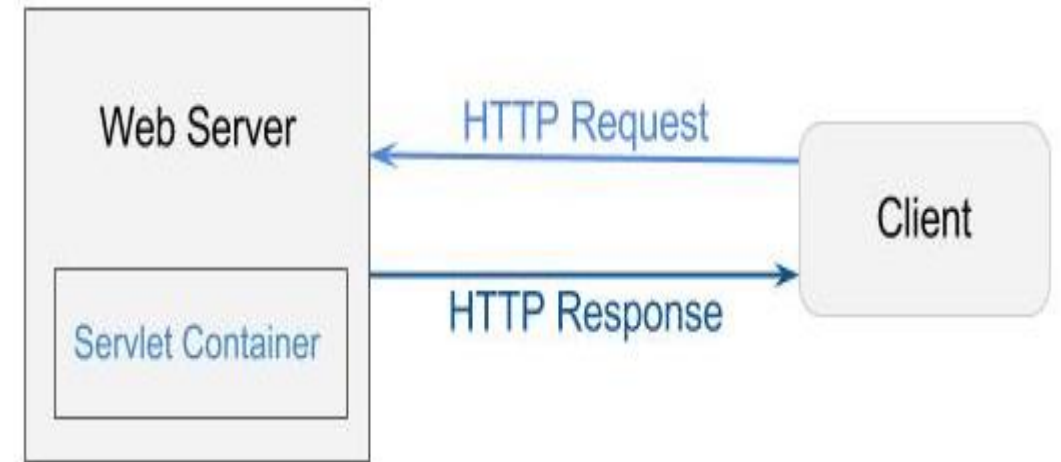 Web Server
HTTP Request
Client
HTTP Response
Servlet Container